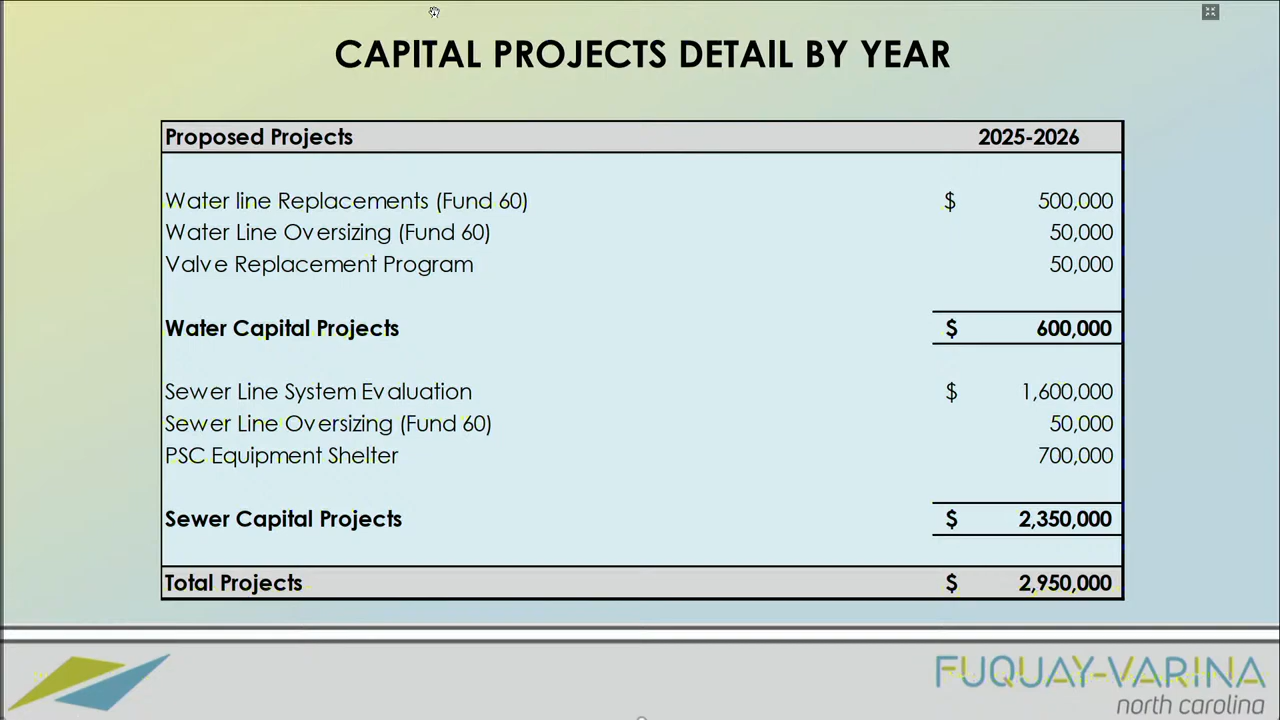 CAPITAL PROJECTS DETAIL BY YEAR
Proposed Projects 2025-2026
Water line Replacements (Fund 60) $ 500,000
Water Line Oversizing (Fund 60) 50,000
Valve Replacement Program 50,000
Water Capital Projects $ 600,000
Sewer Line System Evaluation $ 1,600,000
Sewer Line Oversizing (Fund 60) 50,000
PSC Equipment Shelter 700,000
Sewer Capital Projects $ 2,350,000
Total Projects $ 2,950,000
FUQUAY-VARINA
north carolina